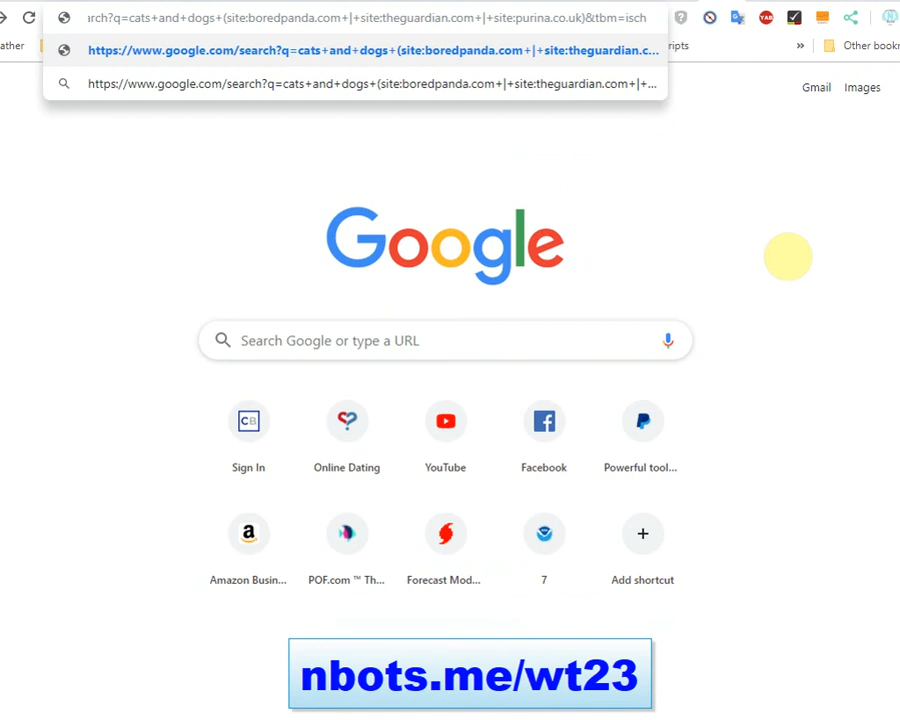 arch?q=cats+and+dogs+(site:boredpanda.com+|+site:theguardian.com+|+site:purina.co.uk)&tbm=isch
ather
https://www.google.com/search?q=cats+and+dogs+(site:boredpanda.com+|+site:theguardian.c...
ripts
»
Other bookr
https://www.google.com/search?q=cats+and+dogs+(site:boredpanda.com+|+site:theguardian.com+|+...
Gmail Images
Google
Search Google or type a URL
CB
Sign In
Online Dating
YouTube
Facebook
Powerful tool...
a
Amazon Busin...
POF.com ™ Th...
Forecast Mod...
7
Add shortcut
nbots.me/wt23